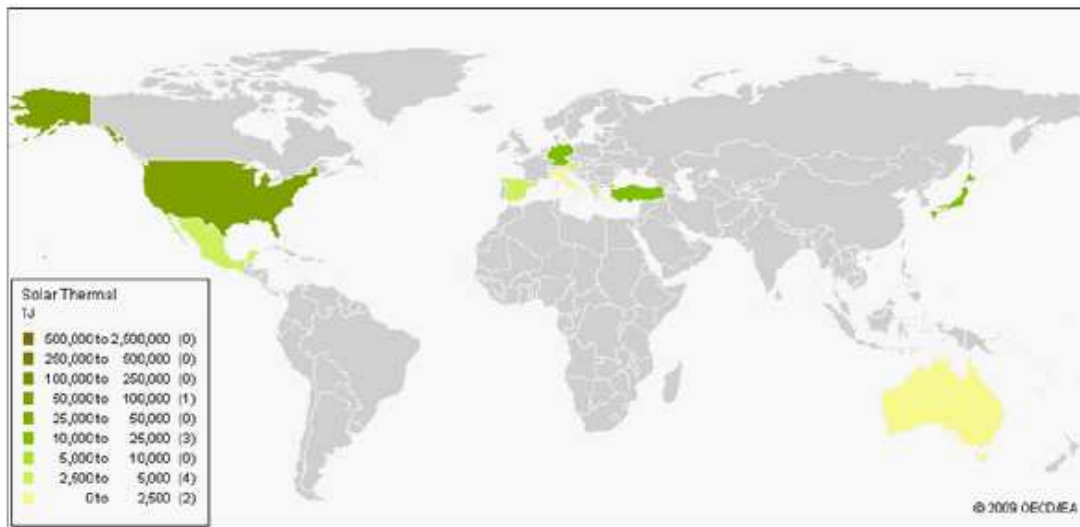 Solar Thermal
TJ
500,000 to 2,500,000 (0)
250,000 to 500,000 (0)
100,000 to 250,000 (0)
50,000 to 100,000 (1)
25,000 to 50,000 (0)
10,000 to 25,000 (3)
5,000 to 10,000 (0)
2,500 to 5,000 (4)
0 to 2,500 (2)
© 2009 OECD/IEA